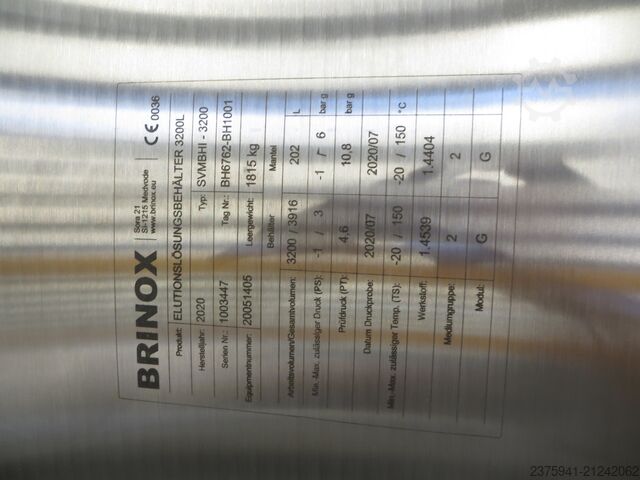 BRINOX
Sora 21
SI-1215 Medvode
www.brinox.eu
CE 0036
Produkt: ELUTIONSLÖSUNGSBEHÄLTER 3200L
Herstelljahr: 2020 Typ: SVMBHI - 3200
Serien Nr.: 1003447 Tag Nr.: BH6762-BH1001
Equipmentnummer: 20051405 Leergewicht: 1815 kg
Behälter Mantel
Arbeitsvolumen/Gesamtvolumen: 3200 / 3916 202 L
Min.-Max. zulässiger Druck (PS): -1 / 3 -1 / 6 bar g
Prüfdruck (PT): 4,6 10,8 bar g
Datum Druckprobe: 2020/07 2020/07
Min.-Max. zulässiger Temp. (TS): -20 / 150 -20 / 150 °C
Werkstoff: 1.4539 1.4404
Mediumgruppe: 2 2
Modul: G G
2375941-21242062